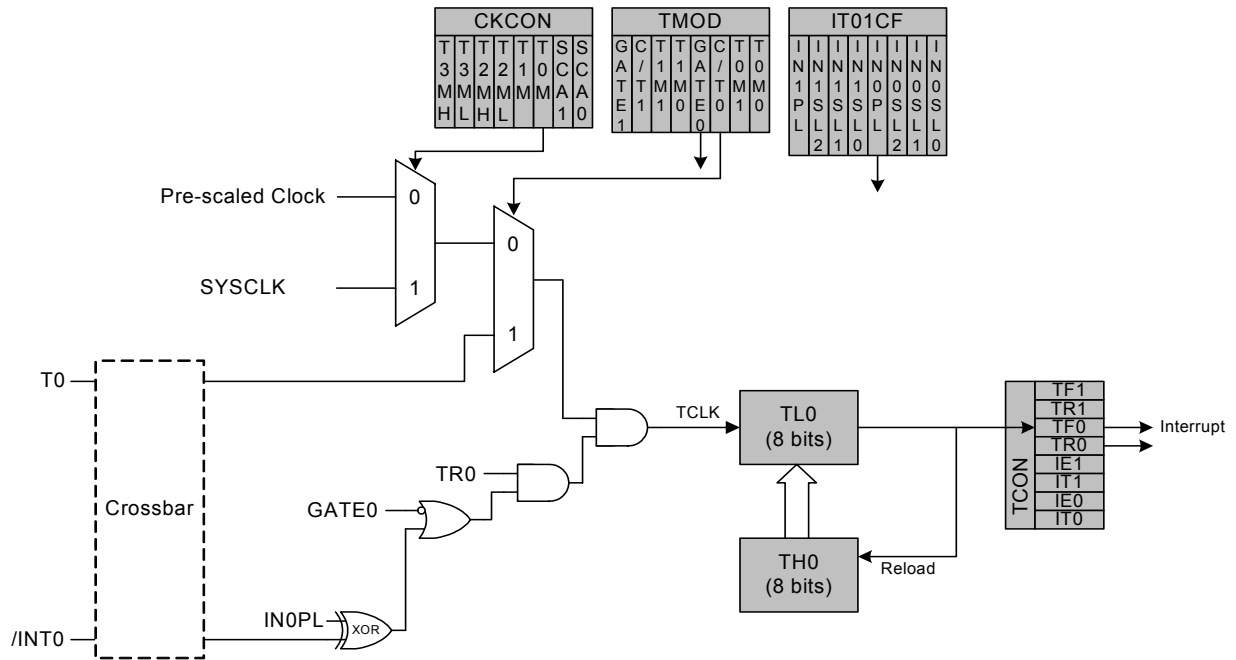 CKCON
T3MH
T3ML
T2MH
T2ML
T1M
T0M
SCA1
SCA0
TMOD
GATE1
C/T1
T1M1
T1M0
GATE0
C/T0
T0M1
T0M0
IT01CF
IN1PL
IN1SL2
IN1SL1
IN1SL0
IN0PL
IN0SL2
IN0SL1
IN0SL0
Pre-scaled Clock
0
SYSCLK
1
0
1
T0
Crossbar
/INT0
GATE0
TR0
IN0PL
XOR
TCLK
TL0
(8 bits)
TH0
(8 bits)
Reload
TCON
TF1
TR1
TF0
TR0
IE1
IT1
IE0
IT0
Interrupt